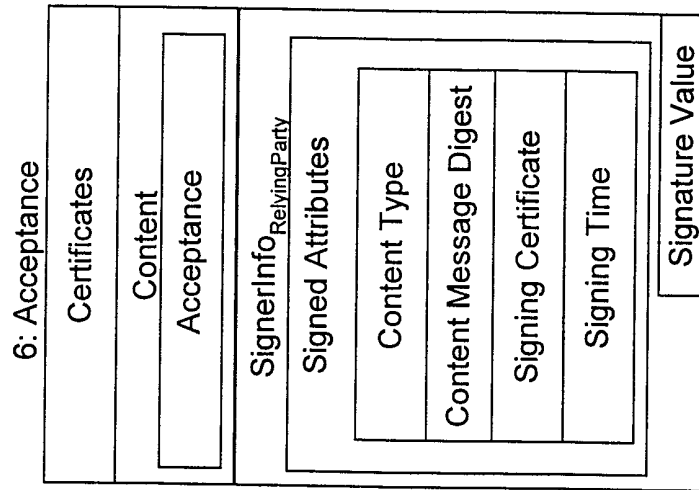 6: Acceptance
Certificates
Content
Acceptance
SignerInfoRelyingParty
Signed Attributes
Content Type
Content Message Digest
Signing Certificate
Signing Time
Signature Value